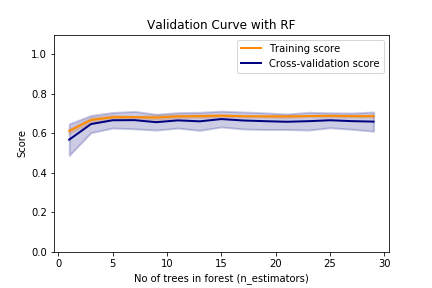 Validation Curve with RF
Training score
Cross-validation score
1.0
0.8
0.6
0.4
0.2
0.0
Score
0 5 10 15 20 25 30
No of trees in forest (n_estimators)